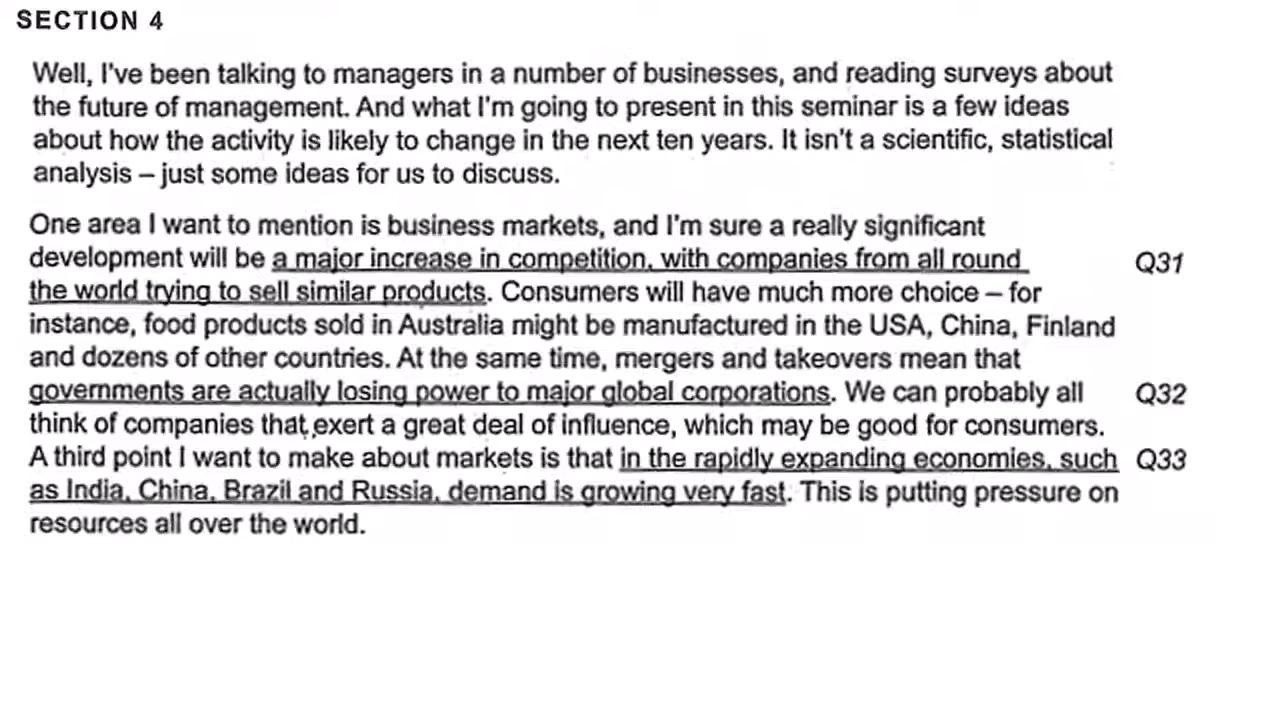 SECTION 4
Well, I've been talking to managers in a number of businesses, and reading surveys about
the future of management. And what I'm going to present in this seminar is a few ideas
about how the activity is likely to change in the next ten years. It isn't a scientific, statistical
analysis – just some ideas for us to discuss.
One area I want to mention is business markets, and I'm sure a really significant
development will be a major increase in competition, with companies from all round Q31
the world trying to sell similar products. Consumers will have much more choice – for
instance, food products sold in Australia might be manufactured in the USA, China, Finland
and dozens of other countries. At the same time, mergers and takeovers mean that
governments are actually losing power to major global corporations. We can probably all Q32
think of companies that exert a great deal of influence, which may be good for consumers.
A third point I want to make about markets is that in the rapidly expanding economies, such Q33
as India, China, Brazil and Russia, demand is growing very fast. This is putting pressure on
resources all over the world.